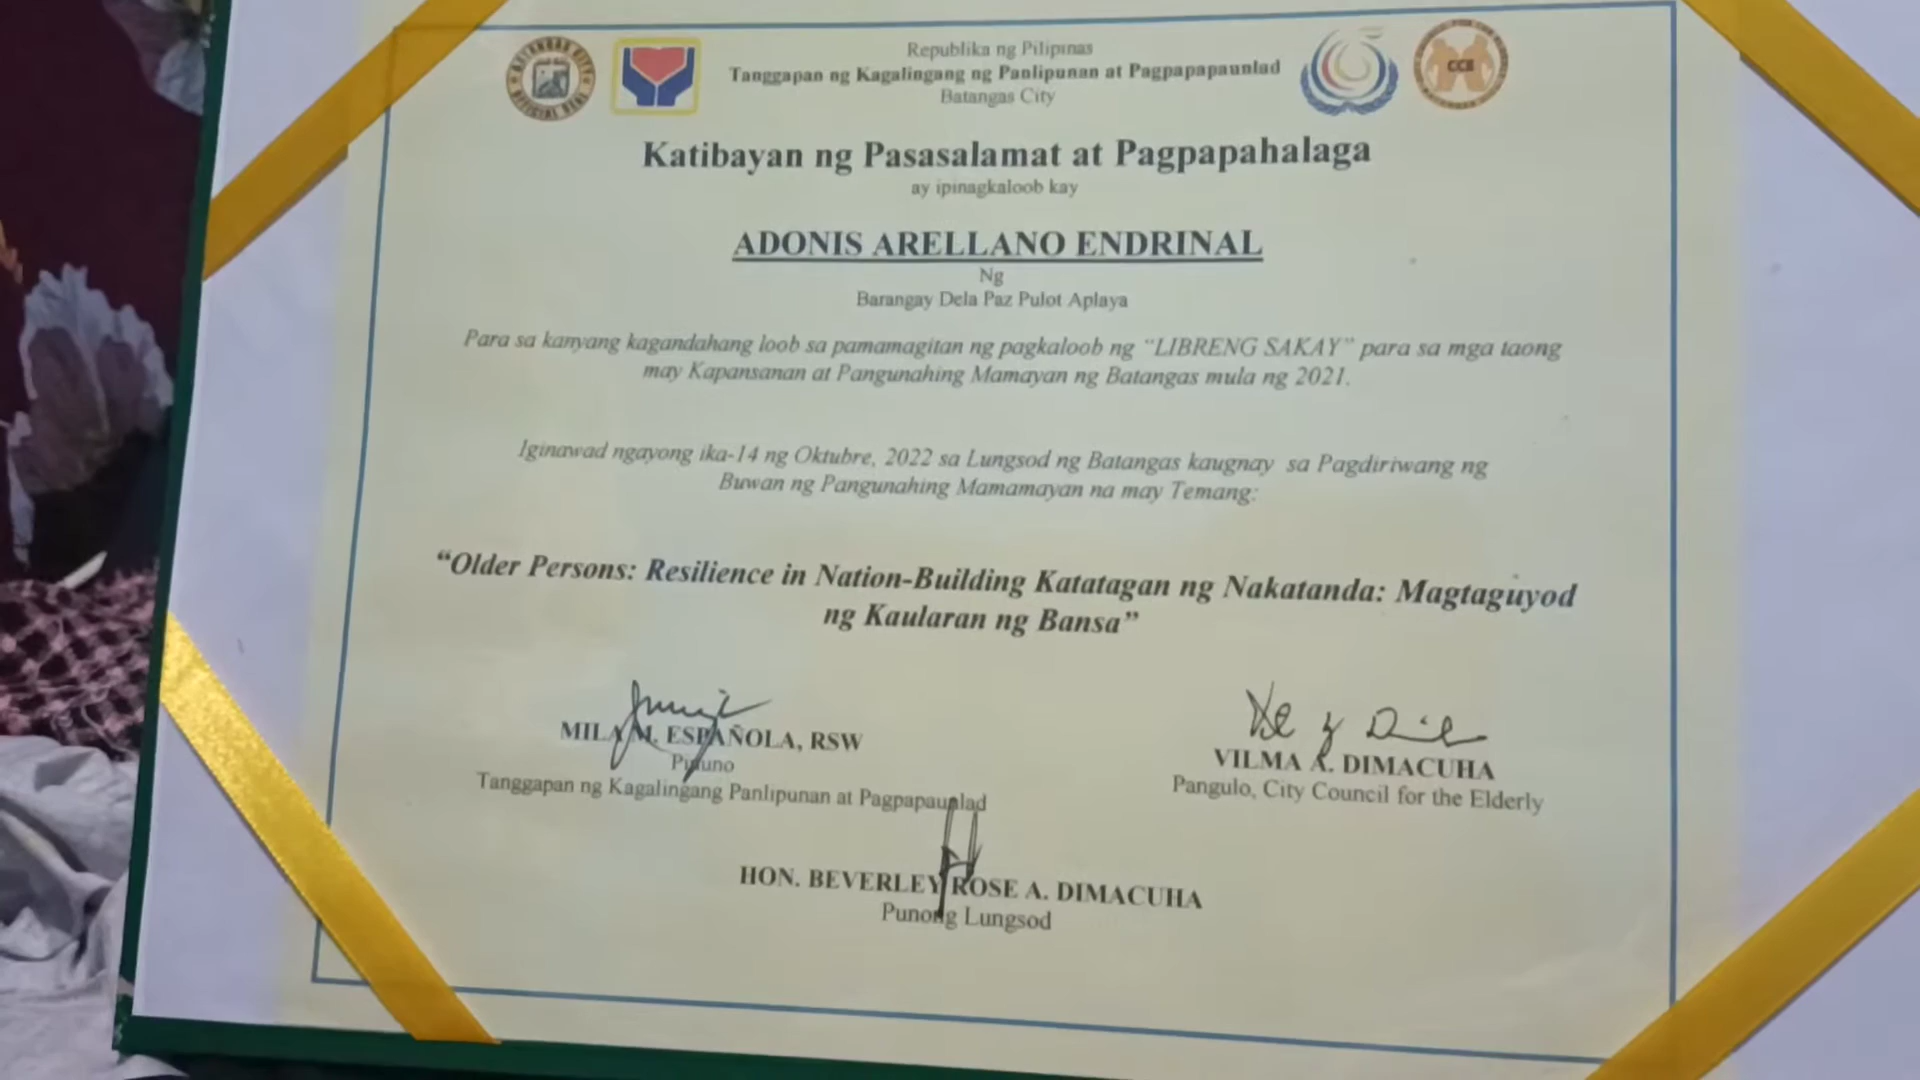 Republika ng Pilipinas
Tanggapan ng Kagalingang ng Panlipunan at Pagpapapaunlad
Batangas City
CCE
Katibayan ng Pasasalamat at Pagpapahalaga
ay ipinagkaloob kay
ADONIS ARELLANO ENDRINAL
Ng
Barangay Dela Paz Pulot Aplaya
Para sa kanyang kagandahang loob sa pamamagitan ng pagkaloob ng “LIBRENG SAKAY” para sa mga taong
may Kapansanan at Pangunahing Mamayan ng Batangas mula ng 2021.
Iginawad ngayong ika-14 ng Oktubre, 2022 sa Lungsod ng Batangas kaugnay sa Pagdiriwang ng
Buwan ng Pangunahing Mamamayan na may Temang:
“Older Persons: Resilience in Nation-Building Katatagan ng Nakatanda: Magtaguyod
ng Kaularan ng Bansa”
MILA M. ESPAÑOLA, RSW
Pinuno
Tanggapan ng Kagalingang Panlipunan at Pagpapaunlad
VILMA A. DIMACUHA
Pangulo, City Council for the Elderly
HON. BEVERLEY ROSE A. DIMACUHA
Punong Lungsod